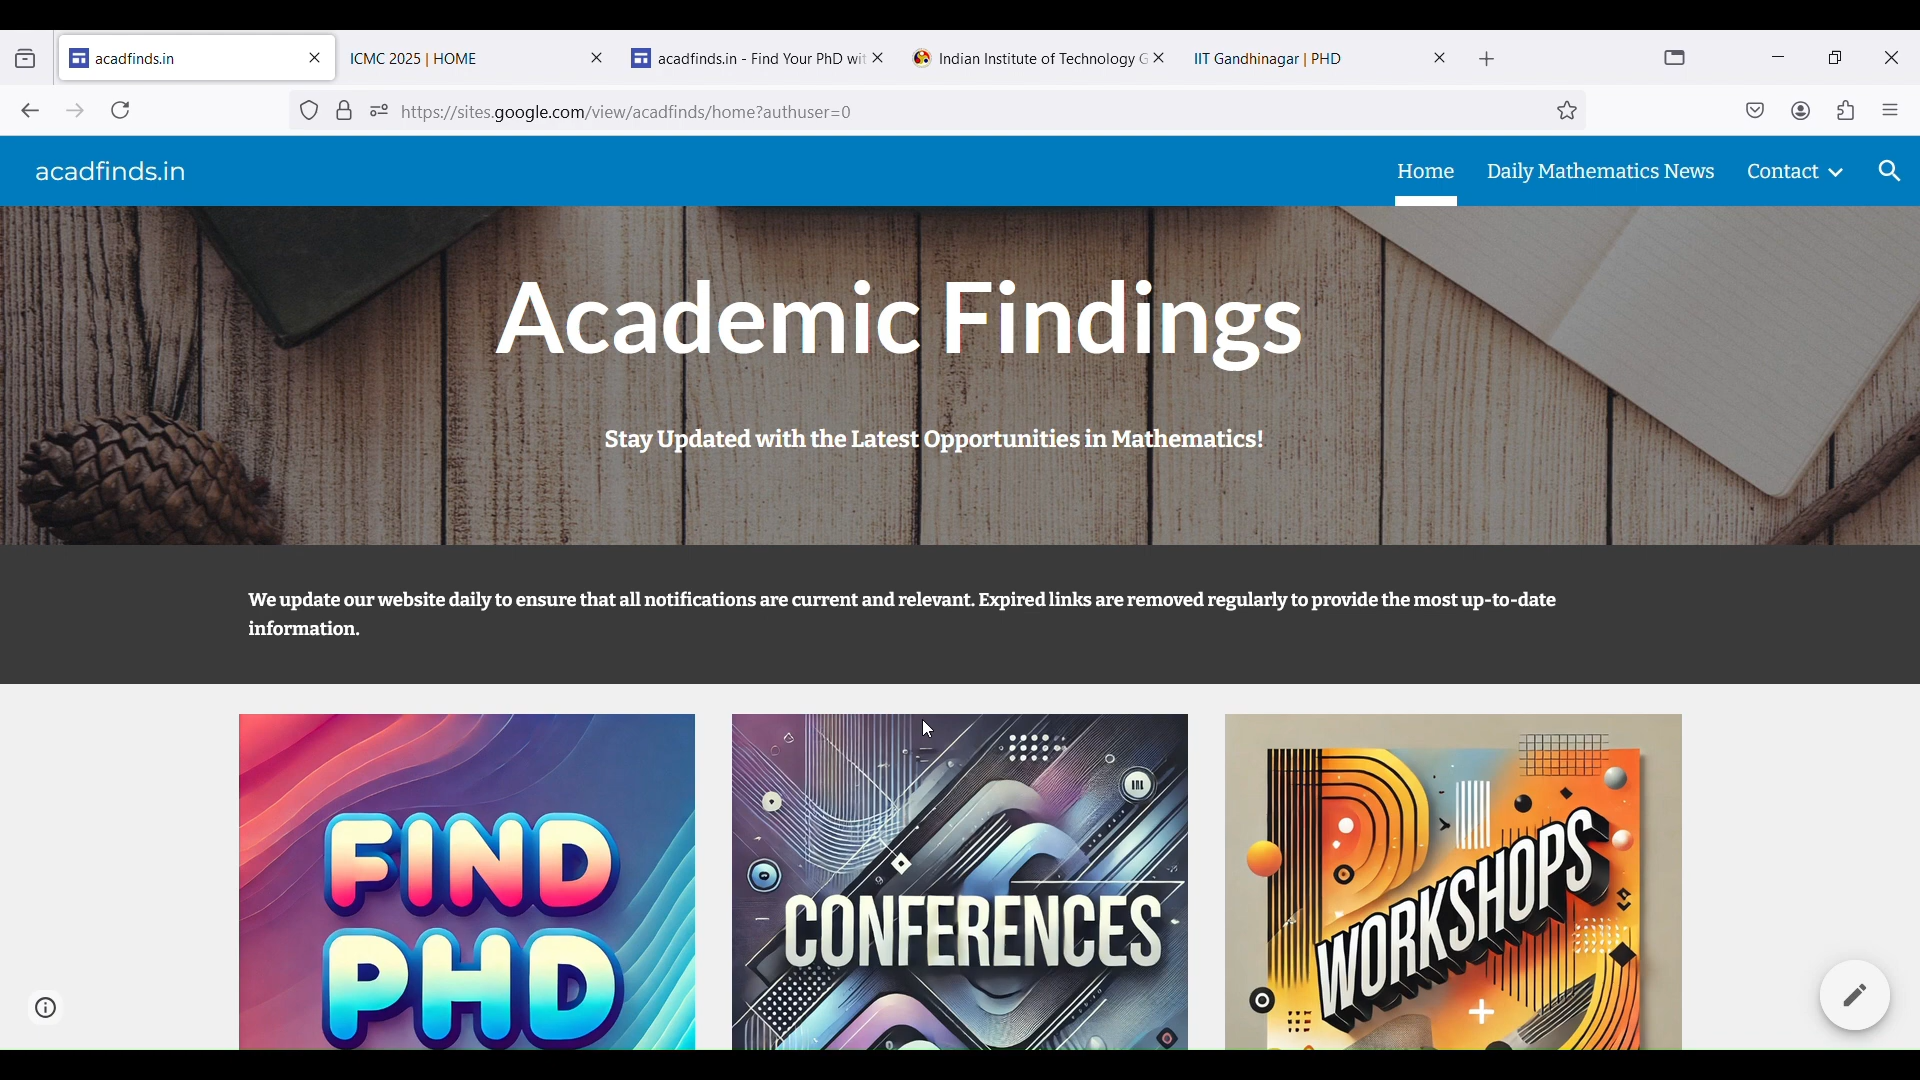 acadfinds.in
ICMC 2025 | HOME
acadfinds.in - Find Your PhD wit
Indian Institute of Technology G
IIT Gandhinagar | PHD
https://sites.google.com/view/acadfinds/home?authuser=0
acadfinds.in
Home
Daily Mathematics News
Contact
Academic Findings
Stay Updated with the Latest Opportunities in Mathematics!
We update our website daily to ensure that all notifications are current and relevant. Expired links are removed regularly to provide the most up-to-date
information.
FIND
PHD
CONFERENCES
WORKSHOPS